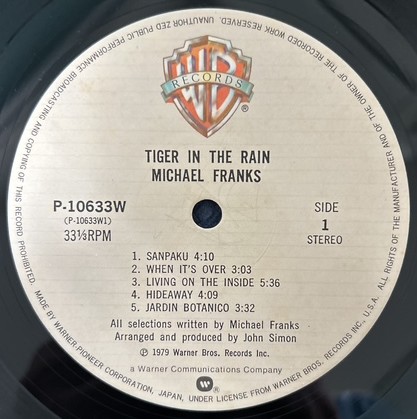 RECORDS
®
TIGER IN THE RAIN
MICHAEL FRANKS
P-10633W
(P-10633W1)
33⅓RPM
SIDE
1
STEREO
1. SANPAKU 4:10
2. WHEN IT'S OVER 3:03
3. LIVING ON THE INSIDE 5:36
4. HIDEAWAY 4:09
5. JARDIN BOTANICO 3:32
All selections written by Michael Franks
Arranged and produced by John Simon
℗ 1979 Warner Bros. Records Inc.
a Warner Communications Company
MADE BY WARNER-PIONEER CORPORATION, JAPAN, UNDER LICENSE FROM WARNER BROS. RECORDS INC., U.S.A. ALL RIGHTS OF THE MANUFACTURER AND OF THE OWNER OF THE RECORDED WORK RESERVED. UNAUTHORIZED PUBLIC PERFORMANCE BROADCASTING AND COPYING OF THIS RECORD PROHIBITED.